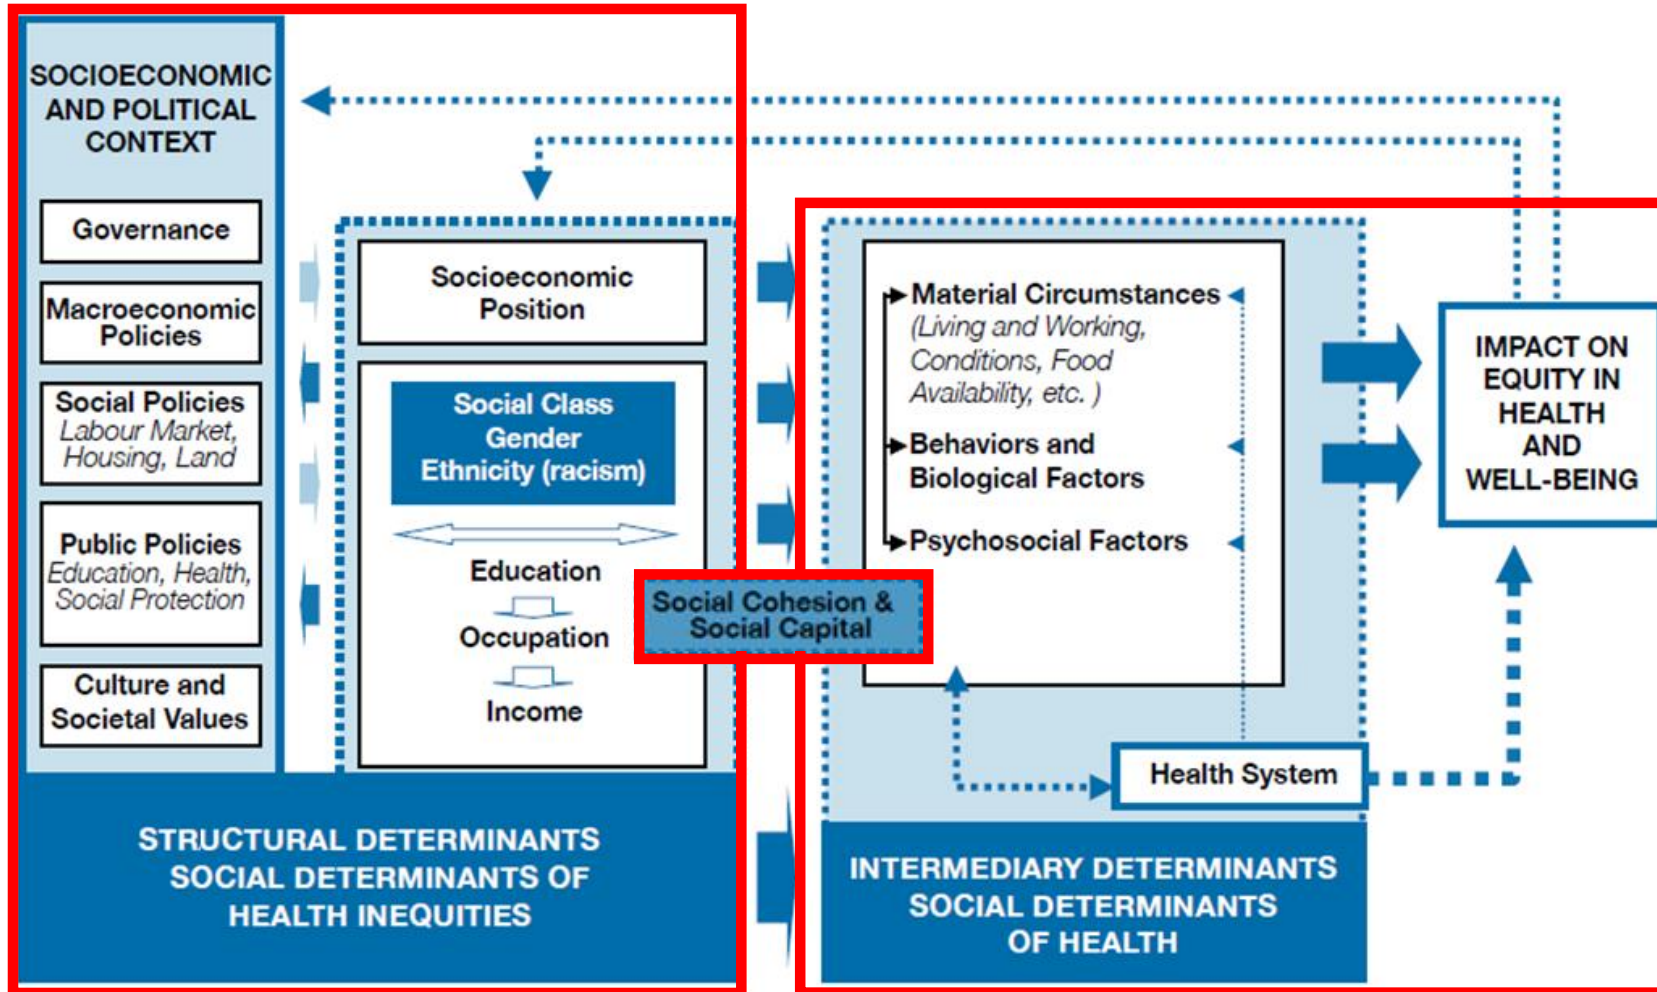 SOCIOECONOMIC
AND POLITICAL
CONTEXT
Governance
Macroeconomic
Policies
Social Policies
Labour Market,
Housing, Land
Public Policies
Education, Health,
Social Protection
Culture and
Societal Values
Socioeconomic
Position
Social Class
Gender
Ethnicity (racism)
Education
Occupation
Income
Social Cohesion &
Social Capital
Material Circumstances
(Living and Working,
Conditions, Food
Availability, etc. )
Behaviors and
Biological Factors
Psychosocial Factors
Health System
IMPACT ON
EQUITY IN
HEALTH
AND
WELL-BEING
STRUCTURAL DETERMINANTS
SOCIAL DETERMINANTS OF
HEALTH INEQUITIES
INTERMEDIARY DETERMINANTS
SOCIAL DETERMINANTS
OF HEALTH